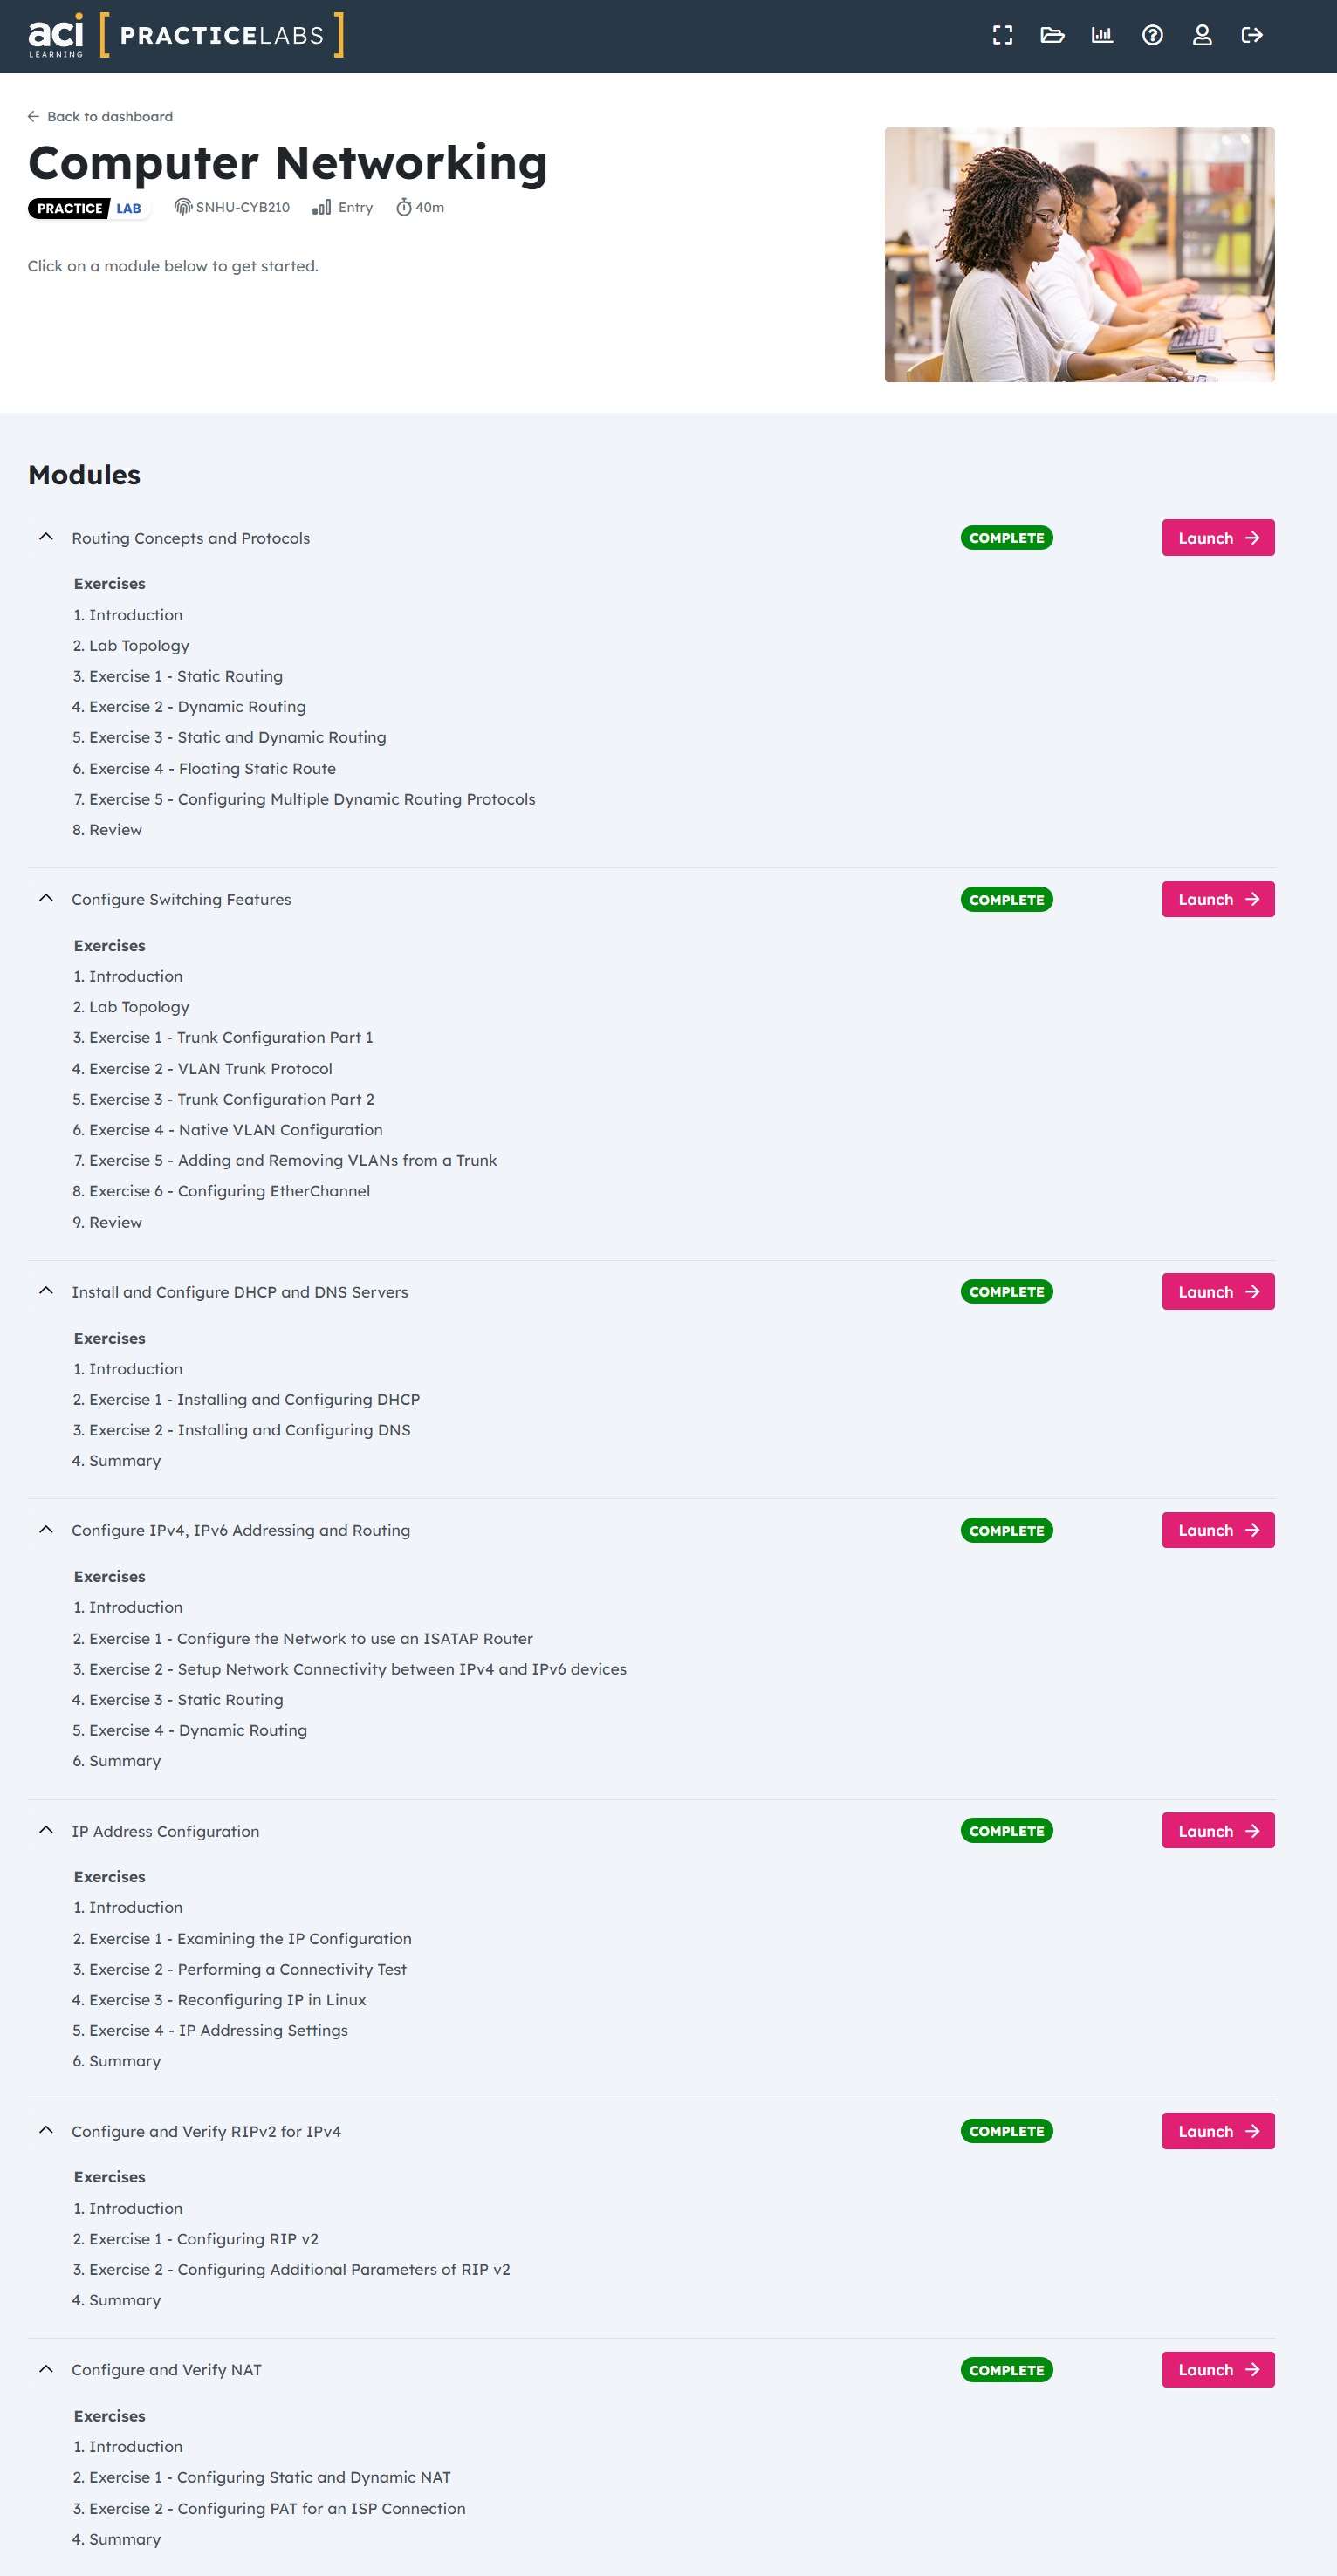 aci LEARNING [ PRACTICELABS ]
Back to dashboard
Computer Networking
PRACTICE LAB SNHU-CYB210 Entry 40m
Click on a module below to get started.
Modules
Routing Concepts and Protocols COMPLETE Launch
Exercises
1. Introduction
2. Lab Topology
3. Exercise 1 - Static Routing
4. Exercise 2 - Dynamic Routing
5. Exercise 3 - Static and Dynamic Routing
6. Exercise 4 - Floating Static Route
7. Exercise 5 - Configuring Multiple Dynamic Routing Protocols
8. Review
Configure Switching Features COMPLETE Launch
Exercises
1. Introduction
2. Lab Topology
3. Exercise 1 - Trunk Configuration Part 1
4. Exercise 2 - VLAN Trunk Protocol
5. Exercise 3 - Trunk Configuration Part 2
6. Exercise 4 - Native VLAN Configuration
7. Exercise 5 - Adding and Removing VLANs from a Trunk
8. Exercise 6 - Configuring EtherChannel
9. Review
Install and Configure DHCP and DNS Servers COMPLETE Launch
Exercises
1. Introduction
2. Exercise 1 - Installing and Configuring DHCP
3. Exercise 2 - Installing and Configuring DNS
4. Summary
Configure IPv4, IPv6 Addressing and Routing COMPLETE Launch
Exercises
1. Introduction
2. Exercise 1 - Configure the Network to use an ISATAP Router
3. Exercise 2 - Setup Network Connectivity between IPv4 and IPv6 devices
4. Exercise 3 - Static Routing
5. Exercise 4 - Dynamic Routing
6. Summary
IP Address Configuration COMPLETE Launch
Exercises
1. Introduction
2. Exercise 1 - Examining the IP Configuration
3. Exercise 2 - Performing a Connectivity Test
4. Exercise 3 - Reconfiguring IP in Linux
5. Exercise 4 - IP Addressing Settings
6. Summary
Configure and Verify RIPv2 for IPv4 COMPLETE Launch
Exercises
1. Introduction
2. Exercise 1 - Configuring RIP v2
3. Exercise 2 - Configuring Additional Parameters of RIP v2
4. Summary
Configure and Verify NAT COMPLETE Launch
Exercises
1. Introduction
2. Exercise 1 - Configuring Static and Dynamic NAT
3. Exercise 2 - Configuring PAT for an ISP Connection
4. Summary